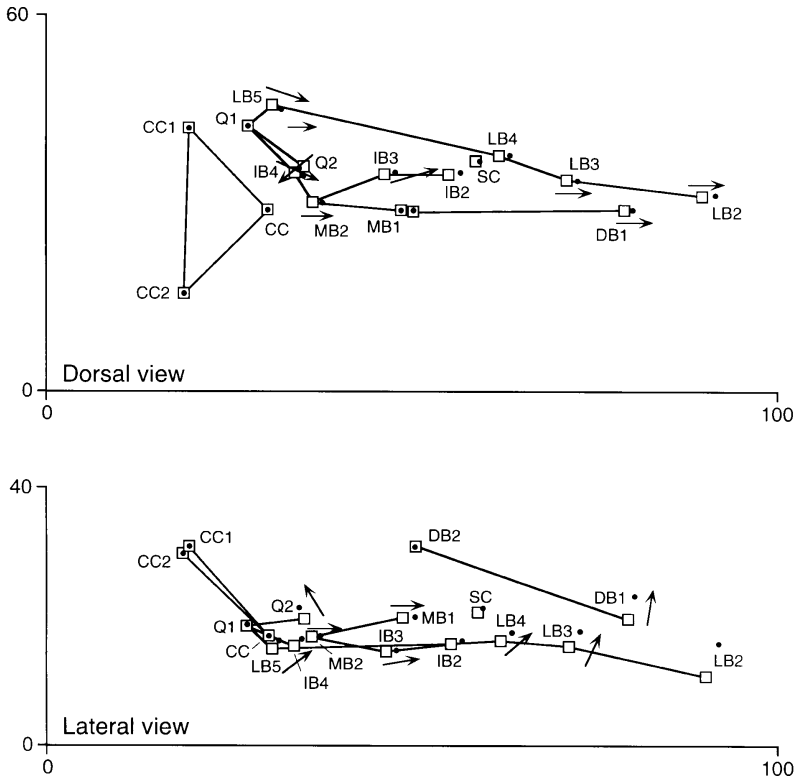 60
LB5
CC1
Q1
LB4
IB3
Q2
IB4
LB3
SC
IB2
LB2
CC
MB2
MB1
DB1
CC2
Dorsal view
0
0
100
40
CC1
DB2
CC2
DB1
SC
Q2
MB1
LB4
Q1
LB3
IB3
CC
LB2
LB5
MB2
IB2
IB4
Lateral view
0
0
100